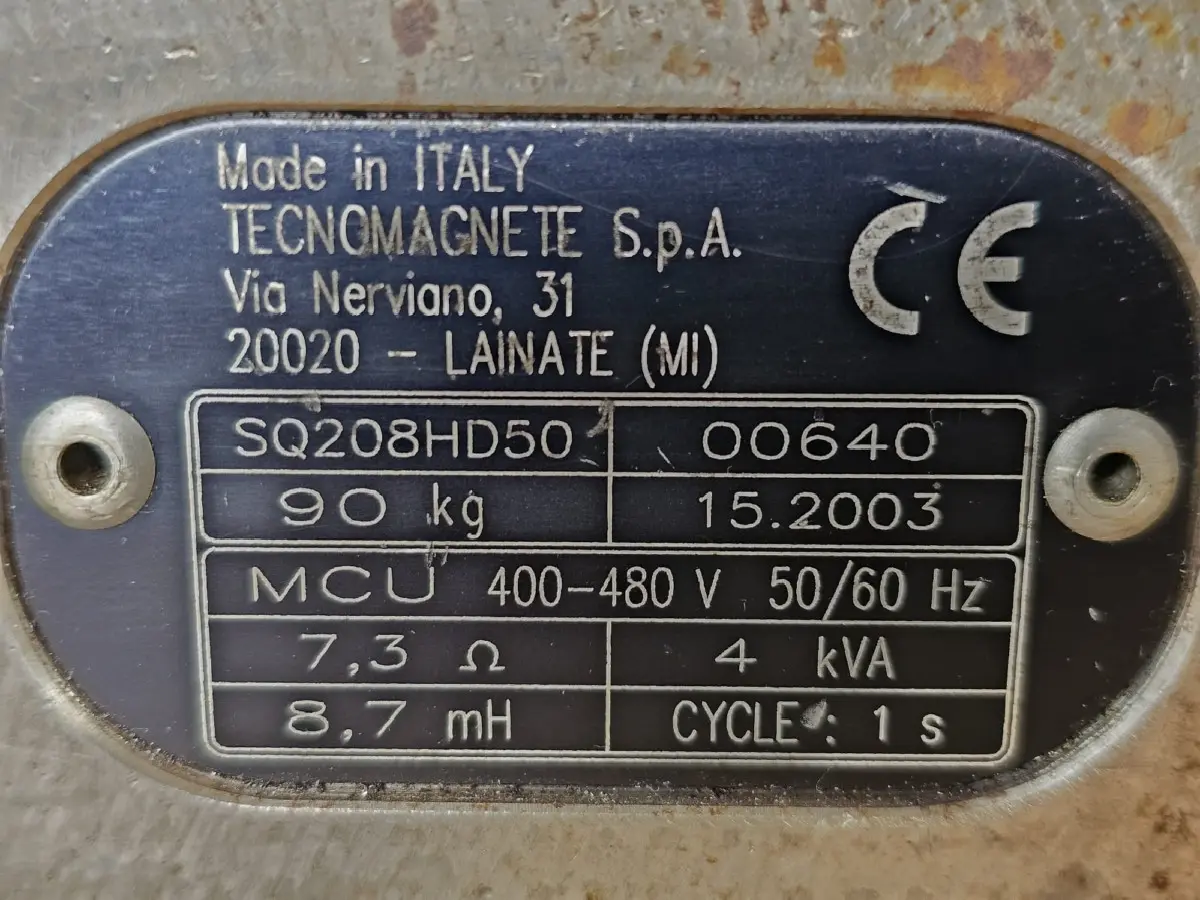 Made in ITALY
TECNOMAGNETE S.p.A.
Via Nerviano, 31
20020 - LAINATE (MI)
CE
SQ208HD50 00640
90 kg 15.2003
MCU 400-480 V 50/60 Hz
7,3 Ω 4 kVA
8,7 mH CYCLE : 1 s